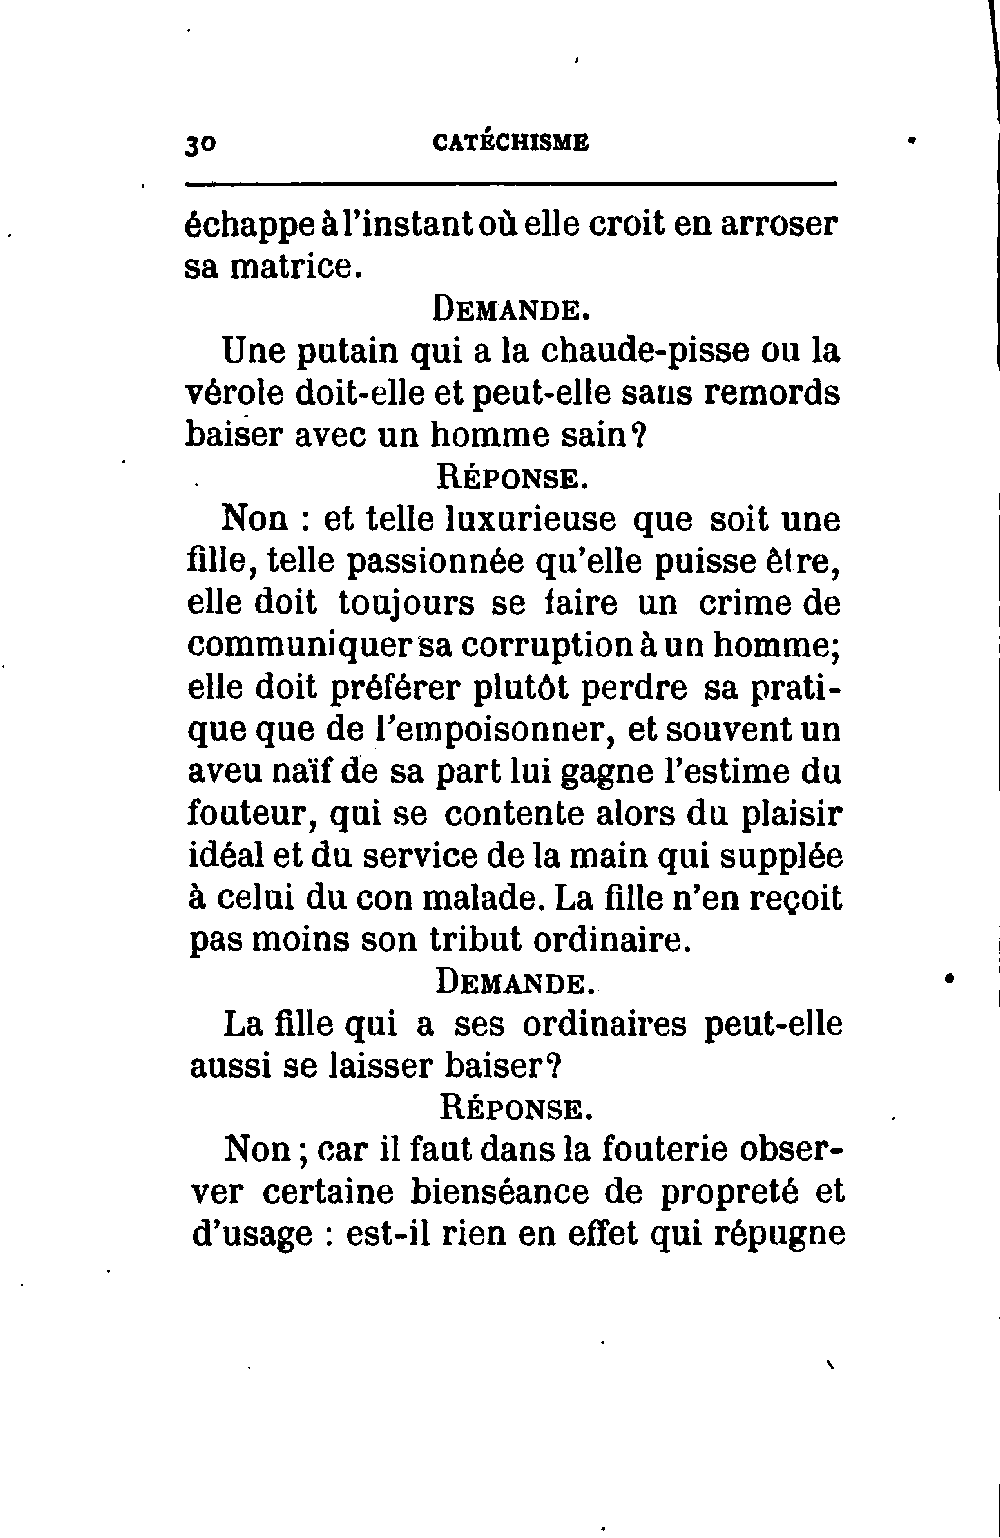 30 CATÉCHISME
échappe à l'instant où elle croit en arroser
sa matrice.
DEMANDE.
Une putain qui a la chaude-pisse ou la
vérole doit-elle et peut-elle sans remords
baiser avec un homme sain?
RÉPONSE.
Non : et telle luxurieuse que soit une
fille, telle passionnée qu'elle puisse être,
elle doit toujours se faire un crime de
communiquer sa corruption à un homme;
elle doit préférer plutôt perdre sa prati-
que que de l'empoisonner, et souvent un
aveu naïf de sa part lui gagne l'estime du
fouteur, qui se contente alors du plaisir
idéal et du service de la main qui supplée
à celui du con malade. La fille n'en reçoit
pas moins son tribut ordinaire.
DEMANDE.
La fille qui a ses ordinaires peut-elle
aussi se laisser baiser?
RÉPONSE.
Non ; car il faut dans la fouterie obser-
ver certaine bienséance de propreté et
d'usage : est-il rien en effet qui répugne